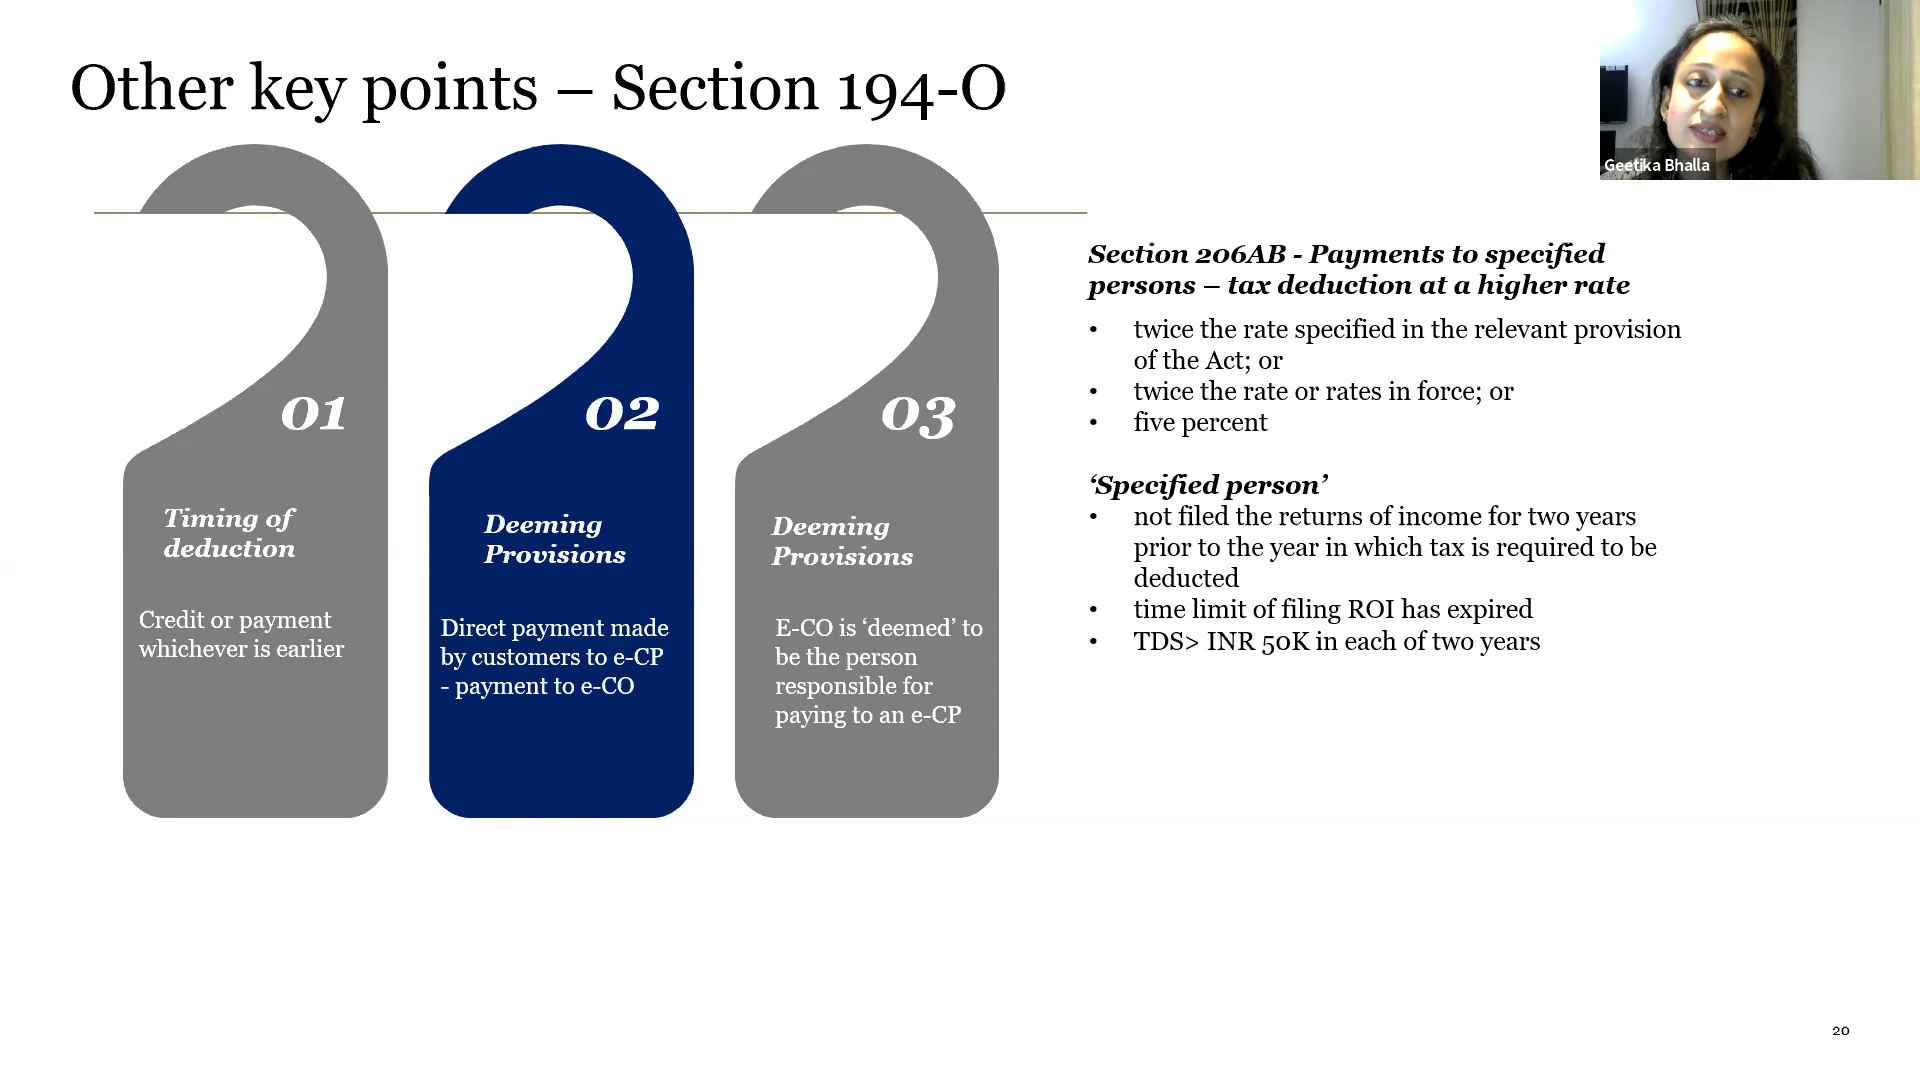 Other key points – Section 194-O
Geetika Bhalla
01
Timing of
deduction
Credit or payment
whichever is earlier
02
Deeming
Provisions
Direct payment made
by customers to e-CP
- payment to e-CO
03
Deeming
Provisions
E-CO is ‘deemed’ to
be the person
responsible for
paying to an e-CP
Section 206AB - Payments to specified
persons – tax deduction at a higher rate
• twice the rate specified in the relevant provision
of the Act; or
• twice the rate or rates in force; or
• five percent
‘Specified person’
• not filed the returns of income for two years
prior to the year in which tax is required to be
deducted
• time limit of filing ROI has expired
• TDS> INR 50K in each of two years
20